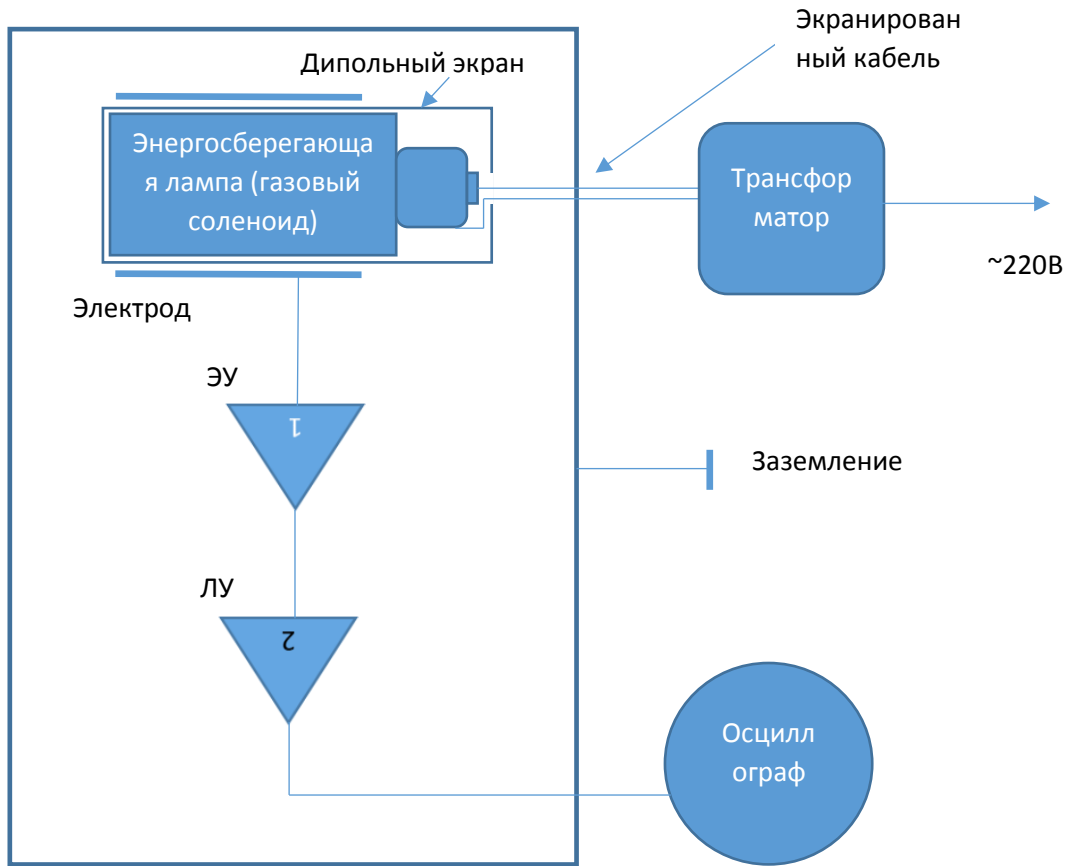 Экранирован
ный кабель
Дипольный экран
Энергосберегающа
я лампа (газовый
соленоид)
Трансфор
матор
~220В
Электрод
ЭУ
1
Заземление
ЛУ
2
Осцилл
ограф